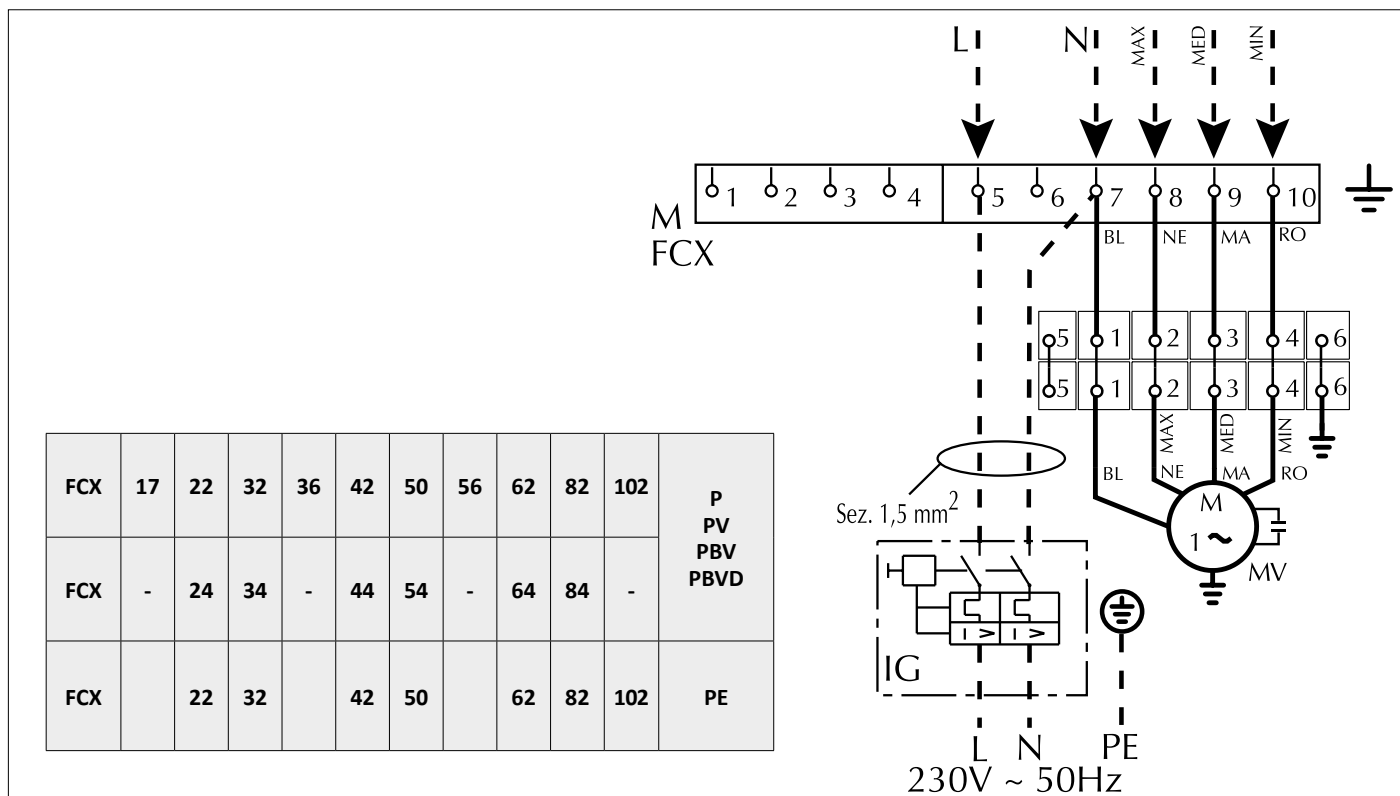 L N MAX MED MIN
1 2 3 4 5 6 7 8 9 10
M
FCX
BL NE MA RO
5 1 2 3 4 6
5 1 2 3 4 6
MAX MED MIN
BL NE MA RO
Sez. 1,5 mm²
M
1 ~
MV
I > I >
IG
L N PE
230V ~ 50Hz
FCX 17 22 32 36 42 50 56 62 82 102
P
PV
PBV
PBVD
FCX - 24 34 - 44 54 - 64 84 -
FCX 22 32 42 50 62 82 102 PE